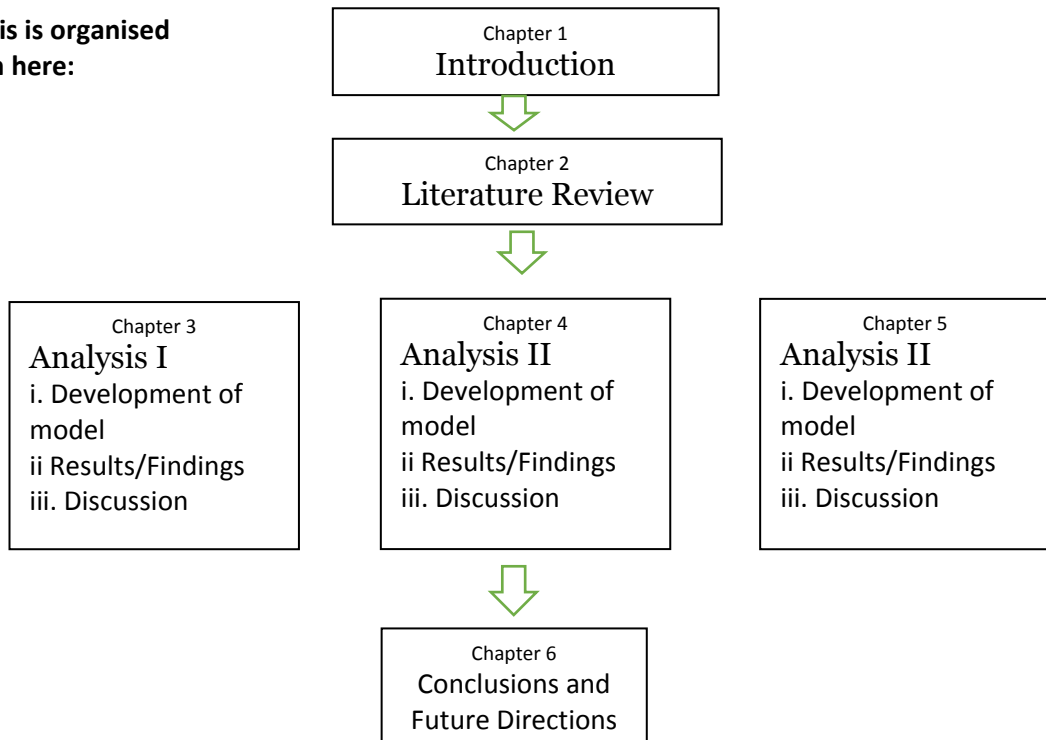 is is organised
n here:
Chapter 1
Introduction
Chapter 2
Literature Review
Chapter 3
Analysis I
i. Development of
model
ii Results/Findings
iii. Discussion
Chapter 4
Analysis II
i. Development of
model
ii Results/Findings
iii. Discussion
Chapter 5
Analysis II
i. Development of
model
ii Results/Findings
iii. Discussion
Chapter 6
Conclusions and
Future Directions